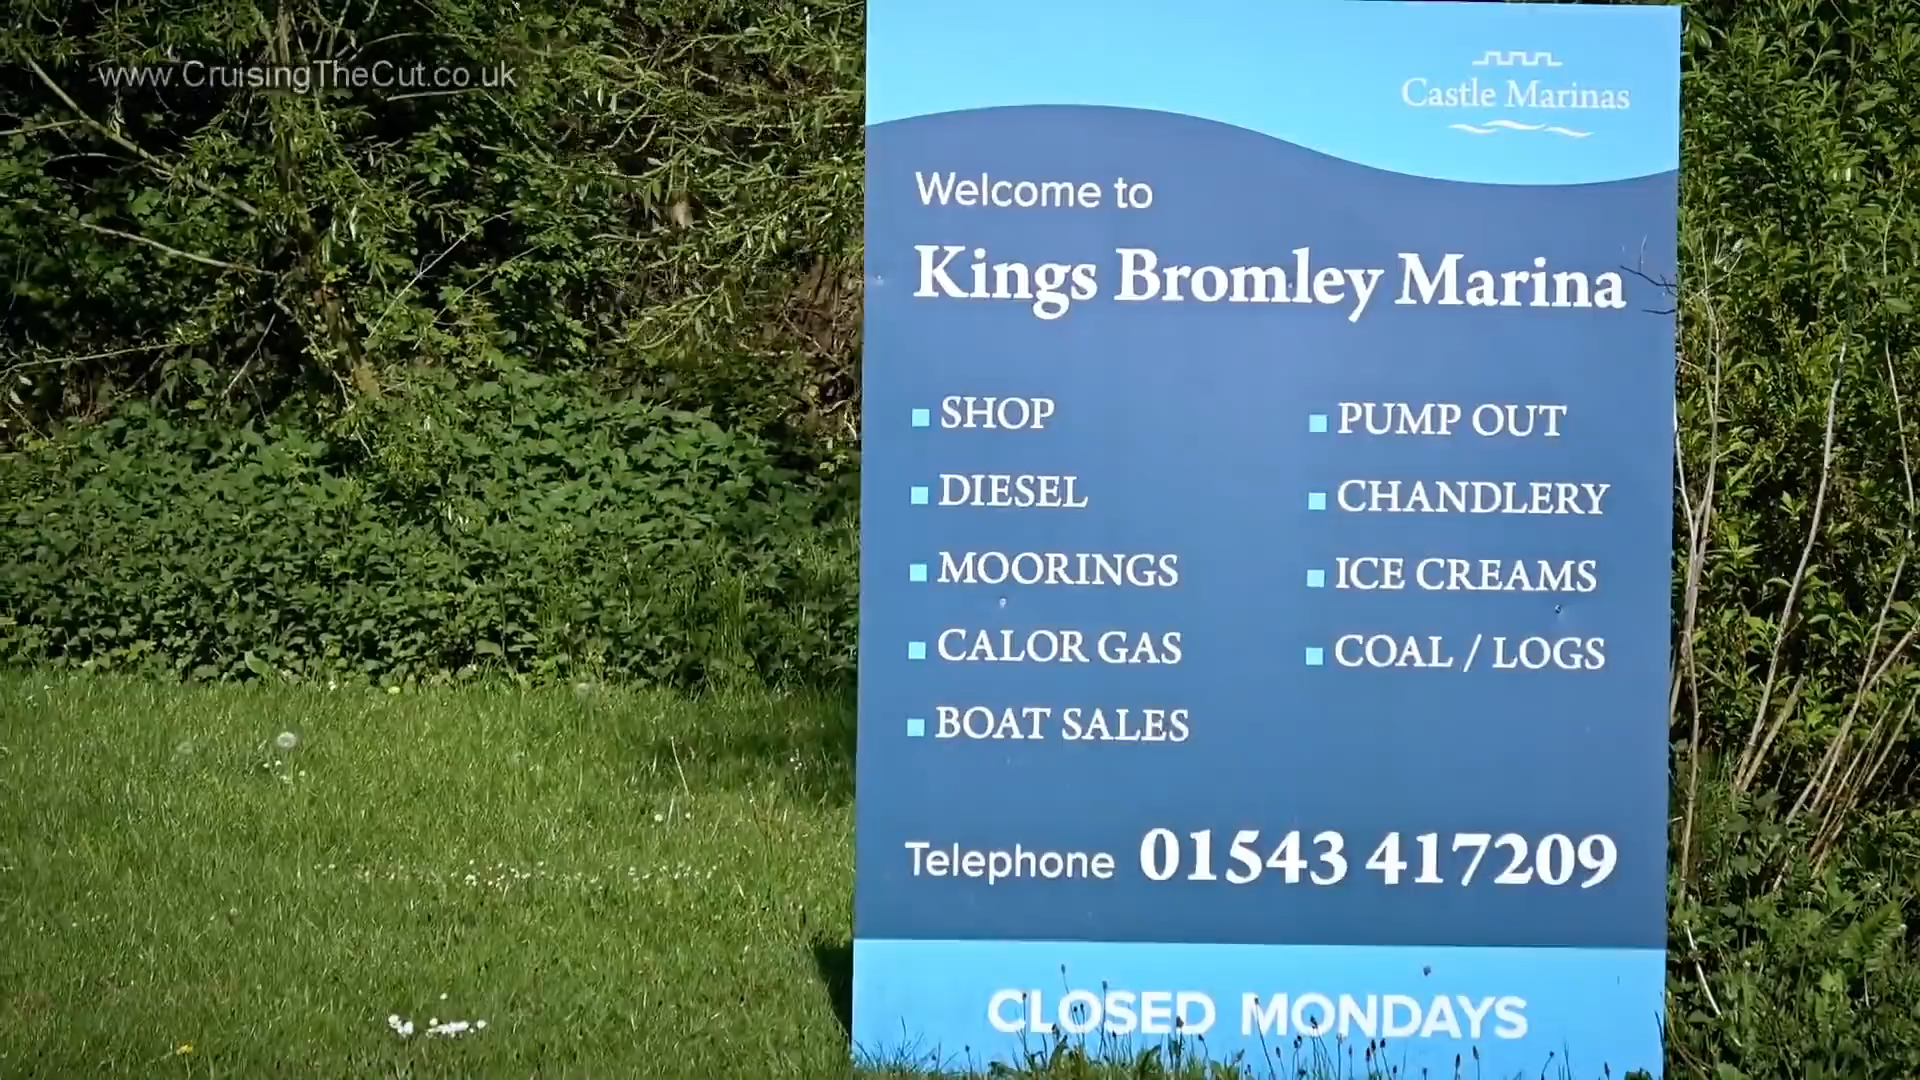 www.CruisingTheCut.co.uk
Castle Marinas
Welcome to
Kings Bromley Marina
SHOP
DIESEL
MOORINGS
CALOR GAS
BOAT SALES
PUMP OUT
CHANDLERY
ICE CREAMS
COAL / LOGS
Telephone 01543 417209
CLOSED MONDAYS